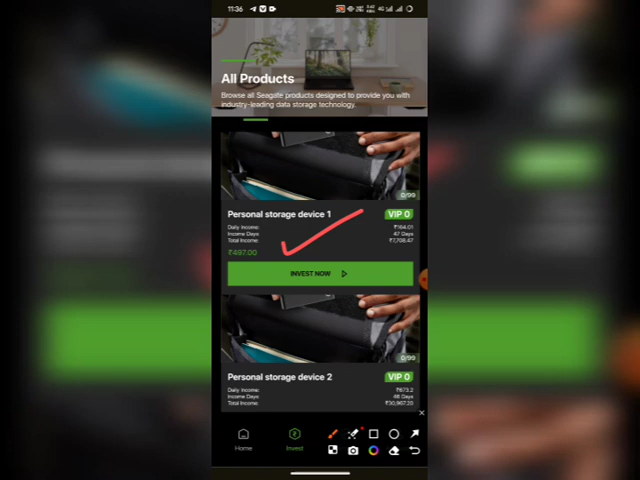 11:36
All Products
Browse all Seagafe products designed to provide you with
industry-leading data storage technology.
0/99
Personal storage device 1
VIP 0
Daily Income:
₹164.01
Income Days
47 Days
Total Income:
₹7,708.47
₹497.00
INVEST NOW
0/99
Personal storage device 2
VIP 0
Daily Income:
₹673.2
Income Days
46 Days
Total Income:
₹30,967.20
Home
Invest